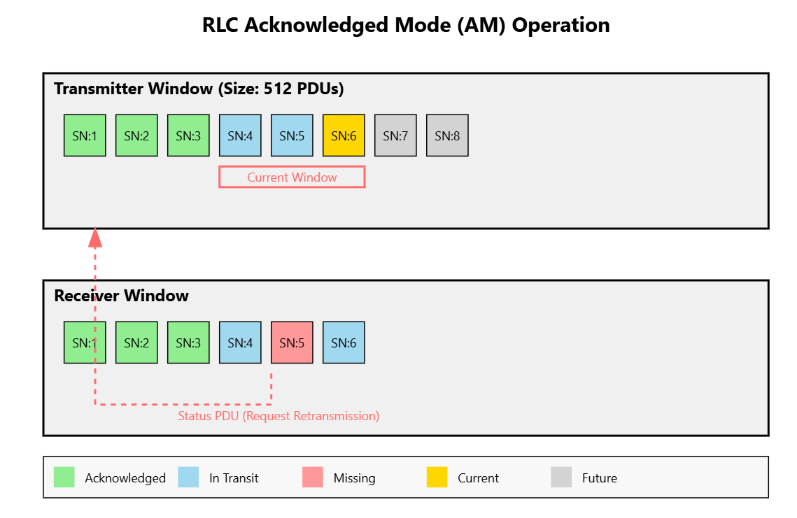 RLC Acknowledged Mode (AM) Operation
Transmitter Window (Size: 512 PDUs)
SN:1 SN:2 SN:3 SN:4 SN:5 SN:6 SN:7 SN:8
Current Window
Receiver Window
SN:1 SN:2 SN:3 SN:4 SN:5 SN:6
Status PDU (Request Retransmission)
Acknowledged In Transit Missing Current Future